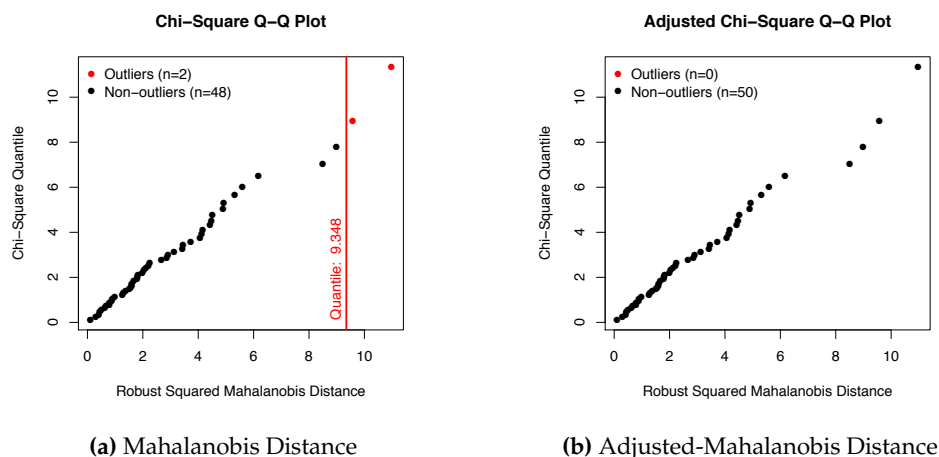 Chi−Square Q−Q Plot
Outliers (n=2)
Non−outliers (n=48)
Quantile: 9.348
Chi−Square Quantile
0
2
4
6
8
10
0 2 4 6 8 10
Robust Squared Mahalanobis Distance
(a) Mahalanobis Distance
Adjusted Chi−Square Q−Q Plot
Outliers (n=0)
Non−outliers (n=50)
Chi−Square Quantile
0
2
4
6
8
10
0 2 4 6 8 10
Robust Squared Mahalanobis Distance
(b) Adjusted-Mahalanobis Distance